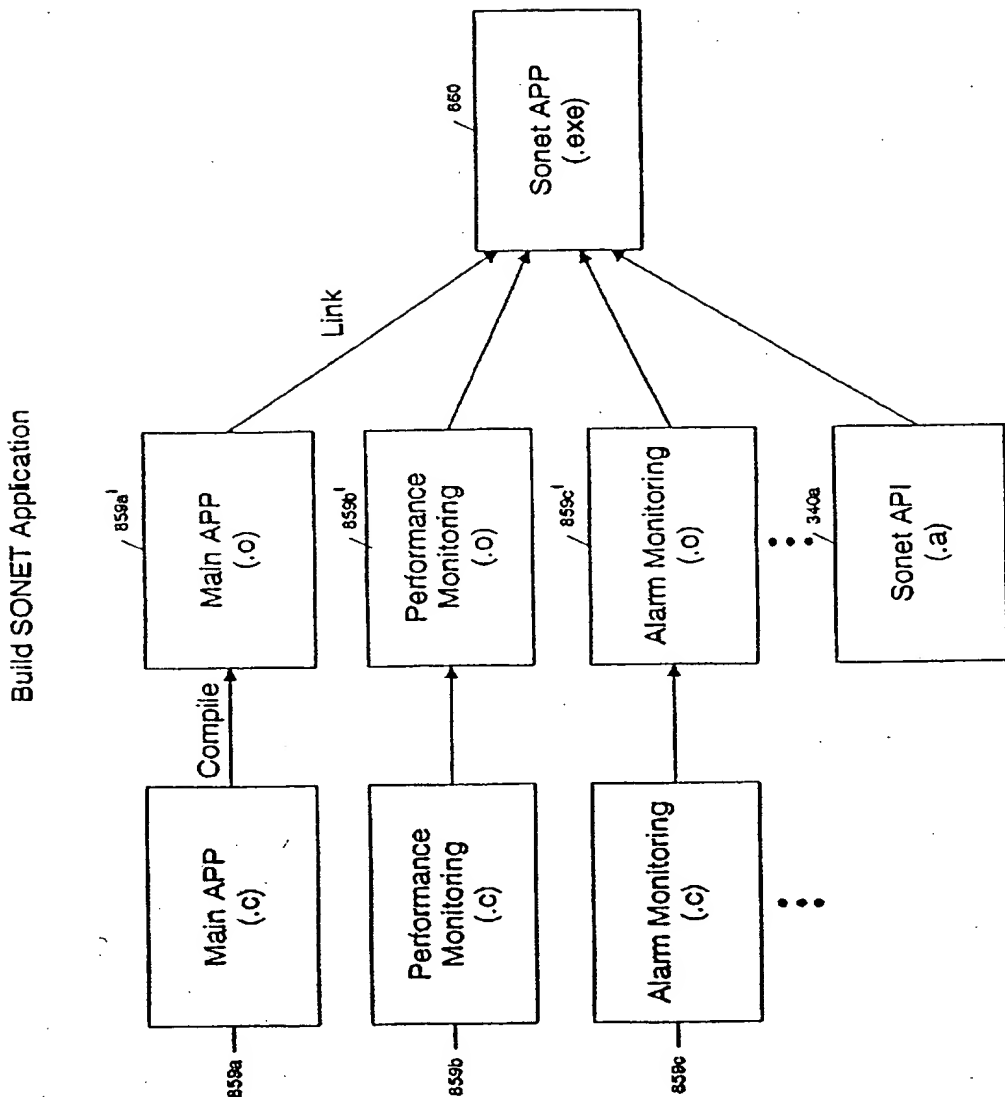 Build SONET Application
859a
Main APP
(.c)
Compile
859a'
Main APP
(.o)
Link
859b
Performance
Monitoring
(.c)
859b'
Performance
Monitoring
(.o)
859c
Alarm Monitoring
(.c)
859c'
Alarm Monitoring
(.o)
340a
Sonet API
(.a)
860
Sonet APP
(.exe)